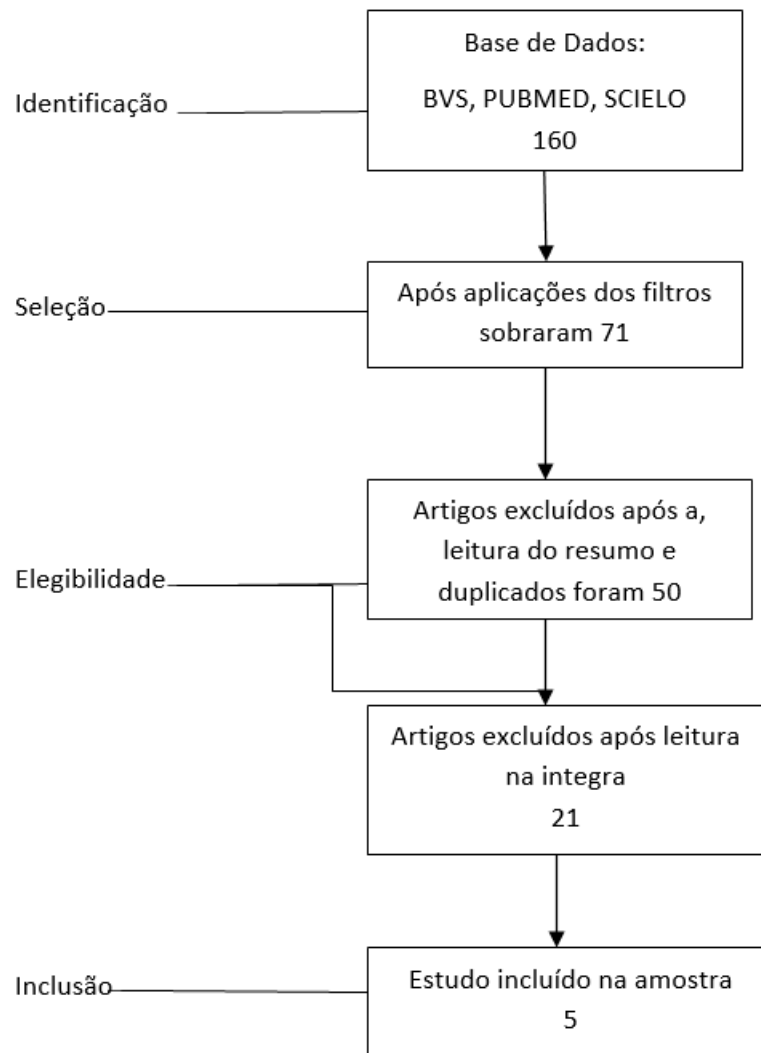 Base de Dados:
Identificação
BVS, PUBMED, SCIELO
160
Seleção
Após aplicações dos filtros
sobraram 71
Artigos excluídos após a,
leitura do resumo e
Elegibilidade
duplicados foram 50
Artigos excluídos após leitura
na integra
21
Inclusão
Estudo incluído na amostra
5